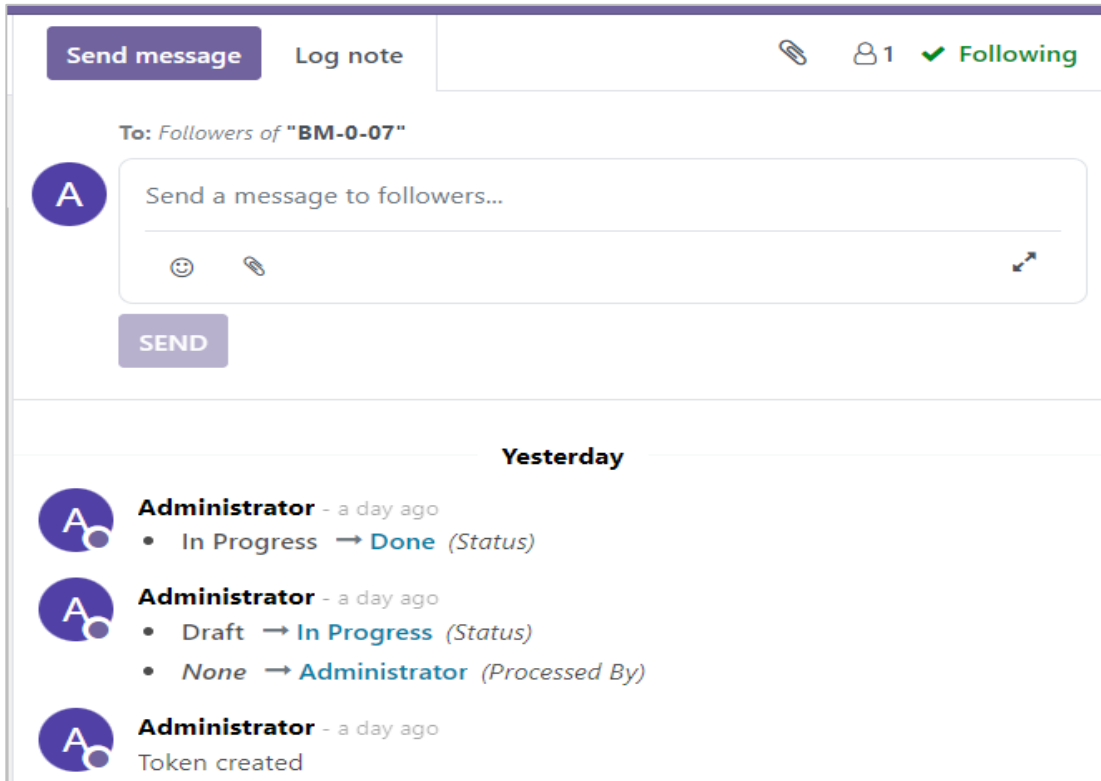 Send message Log note 1 Following
To: Followers of "BM-0-07"
A
Send a message to followers...
SEND
Yesterday
A
Administrator - a day ago
• In Progress → Done (Status)
A
Administrator - a day ago
• Draft → In Progress (Status)
• None → Administrator (Processed By)
A
Administrator - a day ago
Token created